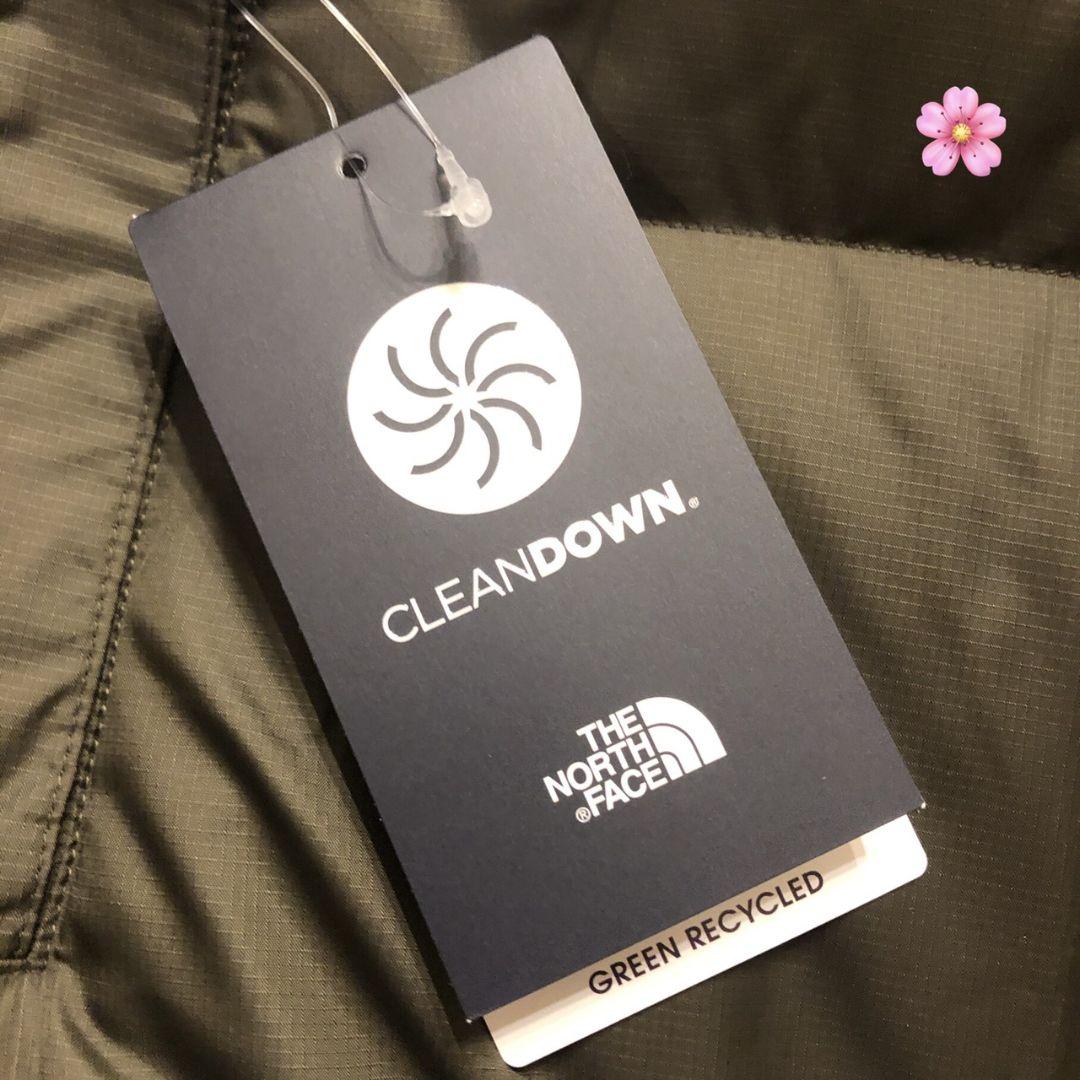 CLEANDOWN®
THE
NORTH
®FACE
GREEN RECYCLED